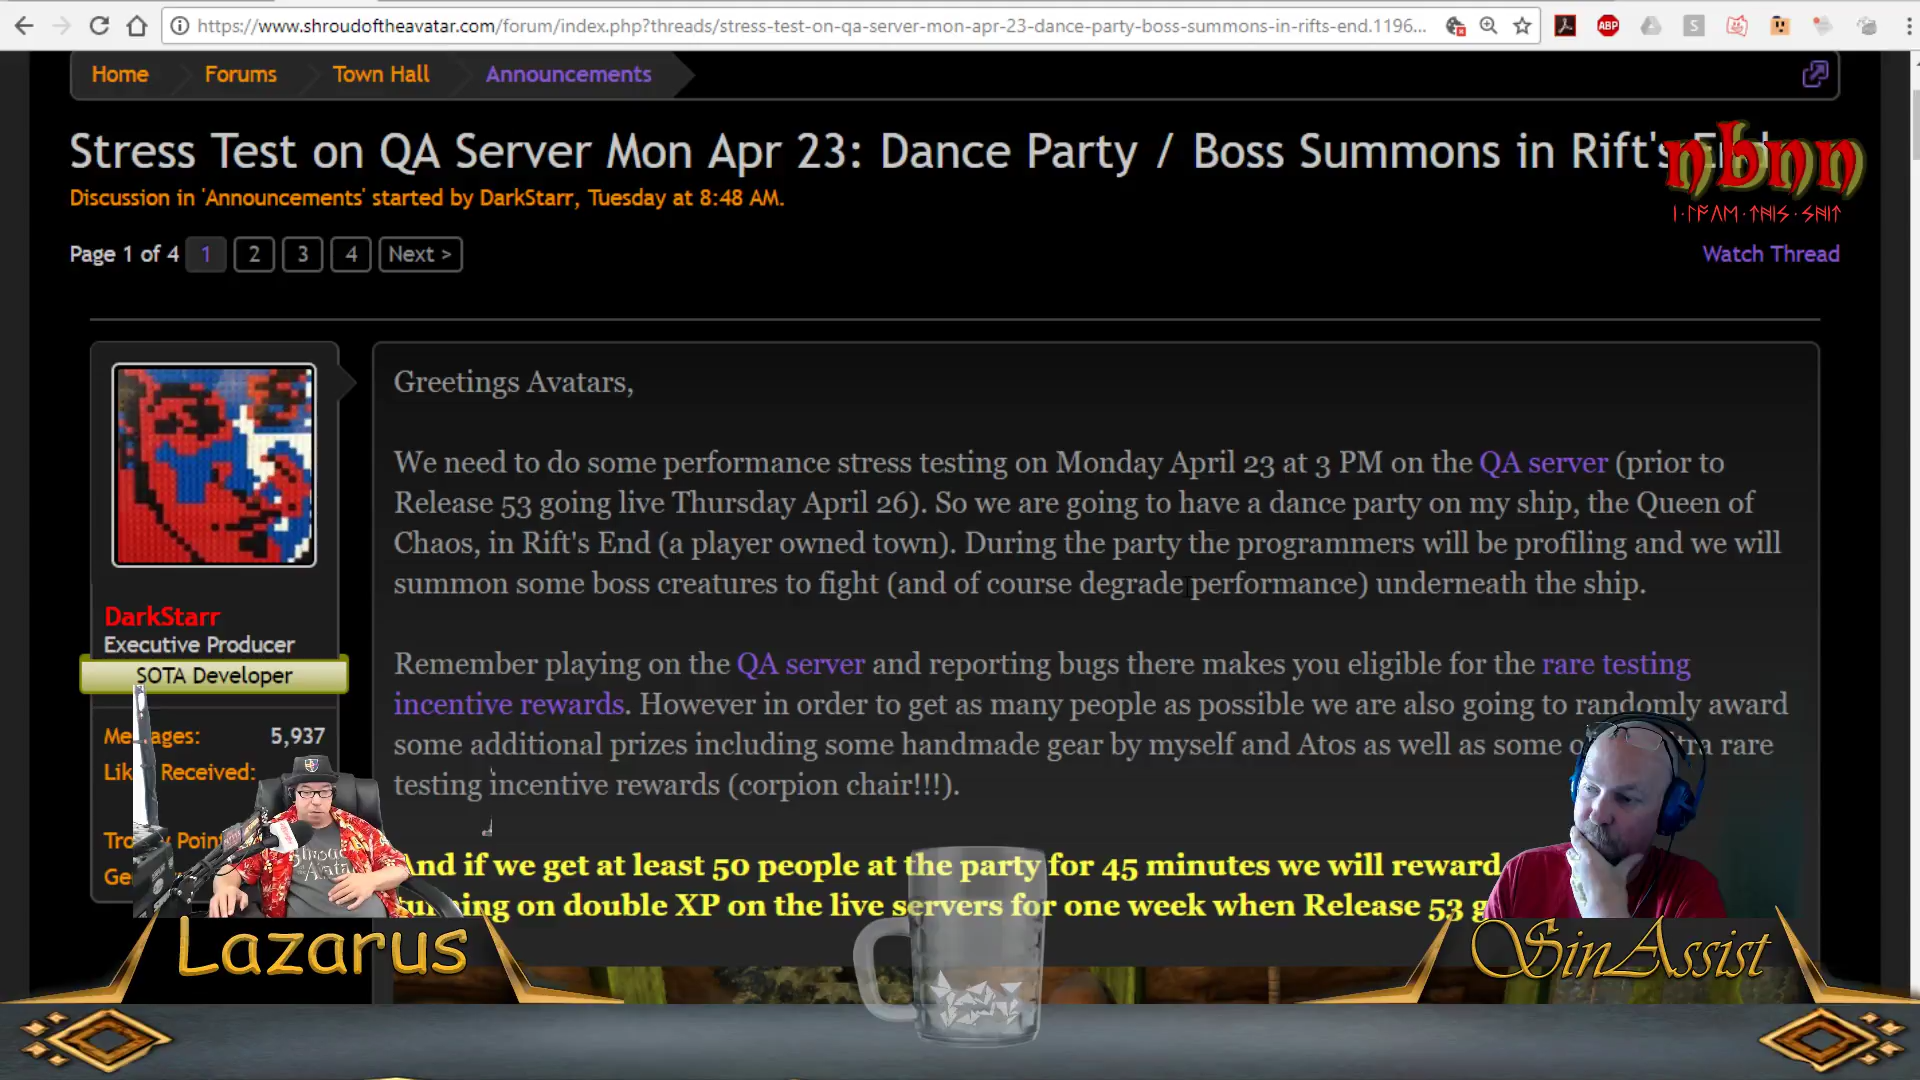 https://www.shroudoftheavatar.com/forum/index.php?threads/stress-test-on-qa-server-mon-apr-23-dance-party-boss-summons-in-rifts-end.1196...
ABP
S
Home
Forums
Town Hall
Announcements
Stress Test on QA Server Mon Apr 23: Dance Party / Boss Summons in Rift's End
nbnn
Discussion in 'Announcements' started by DarkStarr, Tuesday at 8:48 AM.
ᛁ·ᛚᚩᚠᛖ·ᚦᛁᛋ·ᛋᚻᛁᛏ
Page 1 of 4
1
2
3
4
Next >
Watch Thread
Greetings Avatars,
We need to do some performance stress testing on Monday April 23 at 3 PM on the QA server (prior to
Release 53 going live Thursday April 26). So we are going to have a dance party on my ship, the Queen of
Chaos, in Rift's End (a player owned town). During the party the programmers will be profiling and we will
summon some boss creatures to fight (and of course degrade performance) underneath the ship.
DarkStarr
Executive Producer
SOTA Developer
Remember playing on the QA server and reporting bugs there makes you eligible for the rare testing
incentive rewards. However in order to get as many people as possible we are also going to randomly award
some additional prizes including some handmade gear by myself and Atos as well as some rare
testing incentive rewards (corpion chair!!!).
5,937
Received:
And if we get at least 50 people at the party for 45 minutes we will reward
on double XP on the live servers for one week when Release 53 g
Lazarus
SinAssist